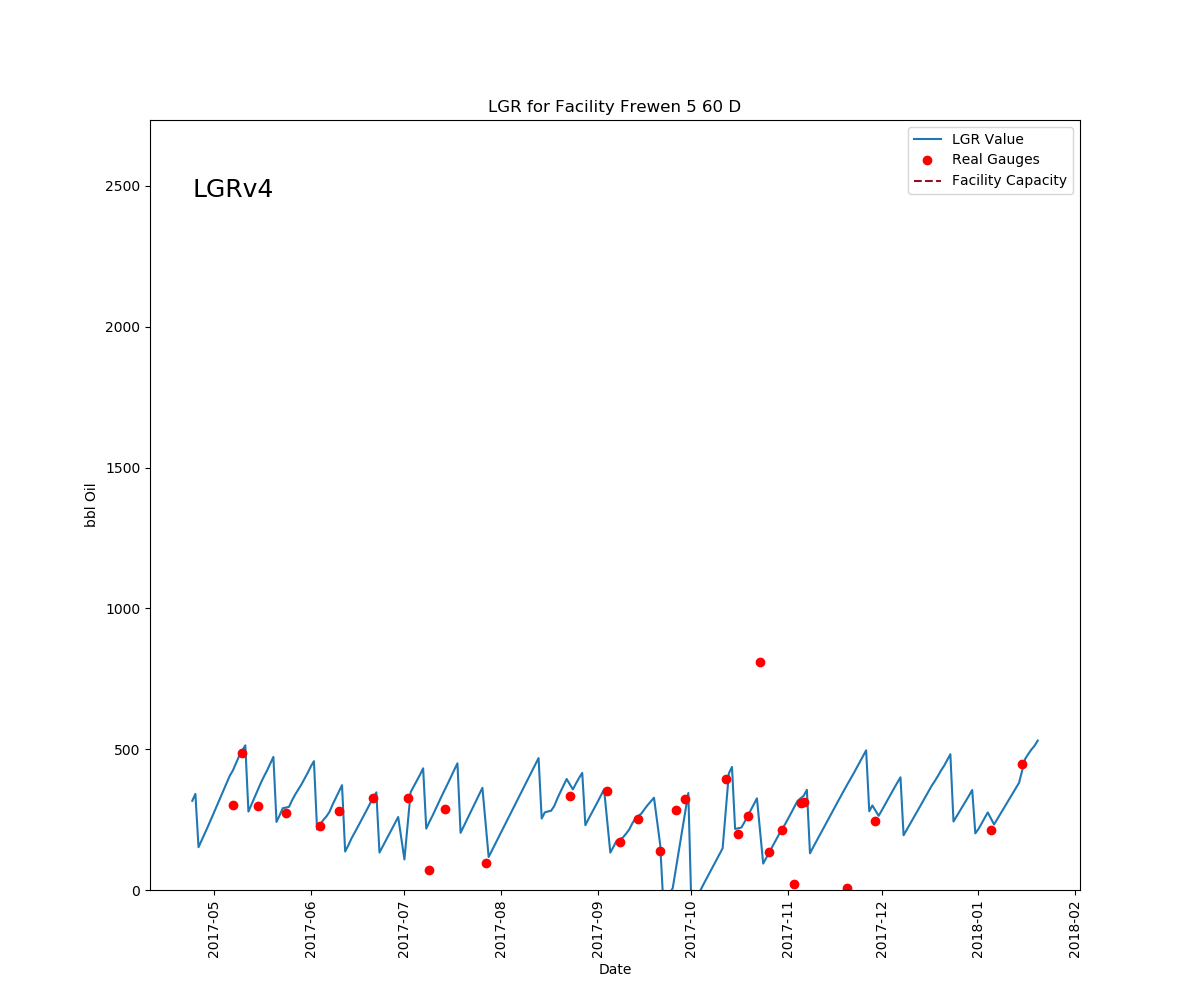 LGR for Facility Frewen 5 60 D
LGRv4
LGR Value
Real Gauges
Facility Capacity
bbl Oil
2500
2000
1500
1000
500
0
2017-05
2017-06
2017-07
2017-08
2017-09
2017-10
2017-11
2017-12
2018-01
2018-02
Date